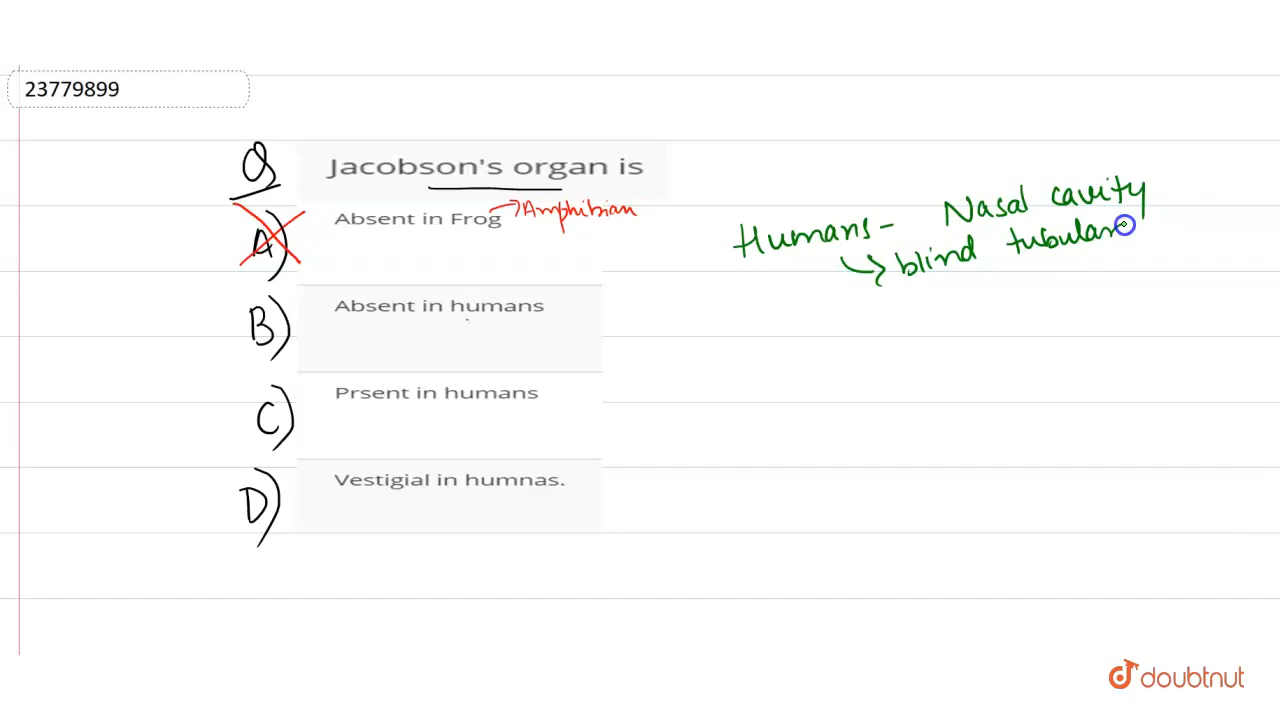 23779899
Q Jacobson's organ is
A) Absent in Frog → Amphibian
B) Absent in humans
C) Prsent in humans
D) Vestigial in humnas.
Humans - Nasal cavity
↳ blind tubular
doubtnut